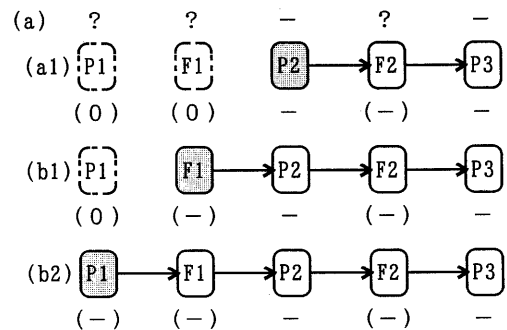 (a) ? ? － ? －
(a1) P1 F1 P2 F2 P3
(0) (0) － (－) －
(b1) P1 F1 P2 F2 P3
(0) (－) － (－) －
(b2) P1 F1 P2 F2 P3
(－) (－) － (－) －